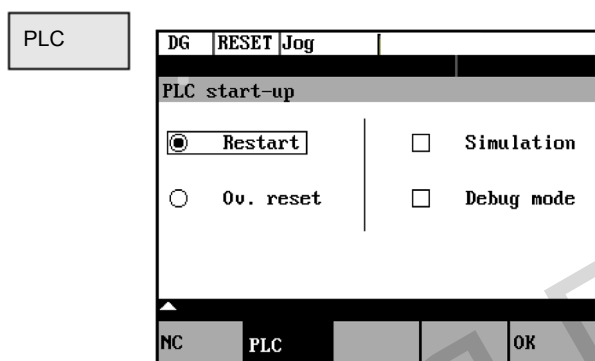 PLC
DG RESET Jog
PLC start-up
Restart Simulation
Ov. reset Debug mode
NC PLC OK